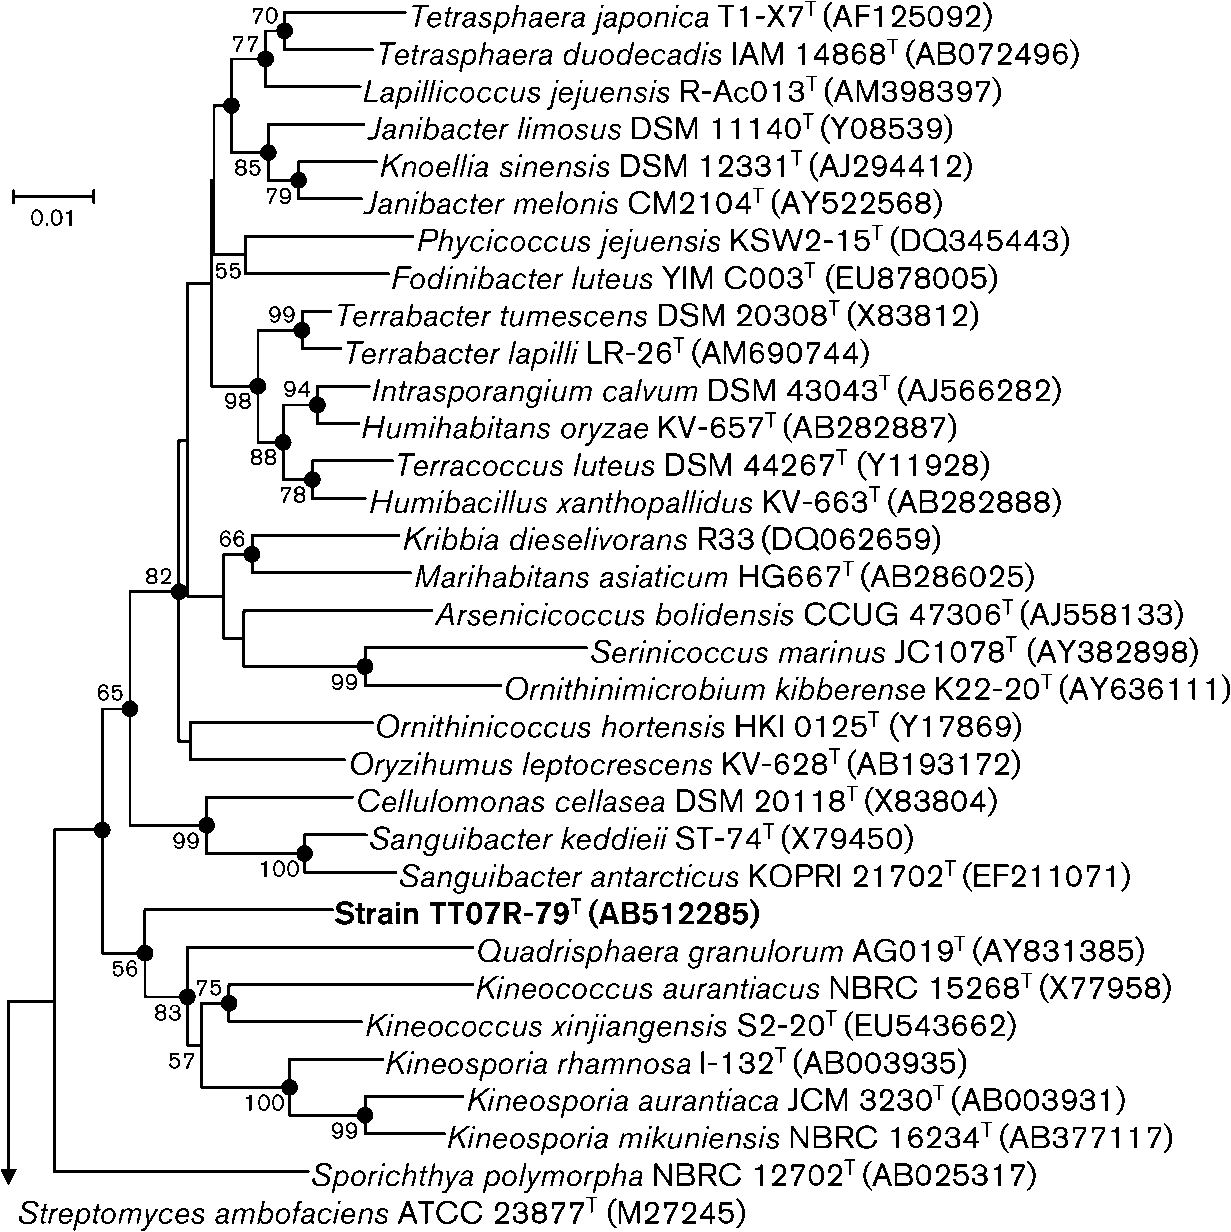 70 Tetrasphaera japonica T1-X7ᵀ (AF125092)
77 Tetrasphaera duodecadis IAM 14868ᵀ (AB072496)
Lapillicoccus jejuensis R-Ac013ᵀ (AM398397)
Janibacter limosus DSM 11140ᵀ (Y08539)
85 Knoellia sinensis DSM 12331ᵀ (AJ294412)
79 Janibacter melonis CM2104ᵀ (AY522568)
0.01
Phycicoccus jejuensis KSW2-15ᵀ (DQ345443)
55 Fodinibacter luteus YIM C003ᵀ (EU878005)
99 Terrabacter tumescens DSM 20308ᵀ (X83812)
Terrabacter lapilli LR-26ᵀ (AM690744)
98 94 Intrasporangium calvum DSM 43043ᵀ (AJ566282)
88 Humihabitans oryzae KV-657ᵀ (AB282887)
Terracoccus luteus DSM 44267ᵀ (Y11928)
78 Humibacillus xanthopallidus KV-663ᵀ (AB282888)
66 Kribbia dieselivorans R33 (DQ062659)
82 Marihabitans asiaticum HG667ᵀ (AB286025)
Arsenicicoccus bolidensis CCUG 47306ᵀ (AJ558133)
Serinicoccus marinus JC1078ᵀ (AY382898)
65 99 Ornithinimicrobium kibberense K22-20ᵀ (AY636111)
Ornithinicoccus hortensis HKI 0125ᵀ (Y17869)
Oryzihumus leptocrescens KV-628ᵀ (AB193172)
Cellulomonas cellasea DSM 20118ᵀ (X83804)
99 Sanguibacter keddieii ST-74ᵀ (X79450)
100 Sanguibacter antarcticus KOPRI 21702ᵀ (EF211071)
Strain TT07R-79ᵀ (AB512285)
56 Quadrisphaera granulorum AG019ᵀ (AY831385)
75 Kineococcus aurantiacus NBRC 15268ᵀ (X77958)
83 Kineococcus xinjiangensis S2-20ᵀ (EU543662)
57 Kineosporia rhamnosa I-132ᵀ (AB003935)
100 Kineosporia aurantiaca JCM 3230ᵀ (AB003931)
99 Kineosporia mikuniensis NBRC 16234ᵀ (AB377117)
Sporichthya polymorpha NBRC 12702ᵀ (AB025317)
Streptomyces ambofaciens ATCC 23877ᵀ (M27245)